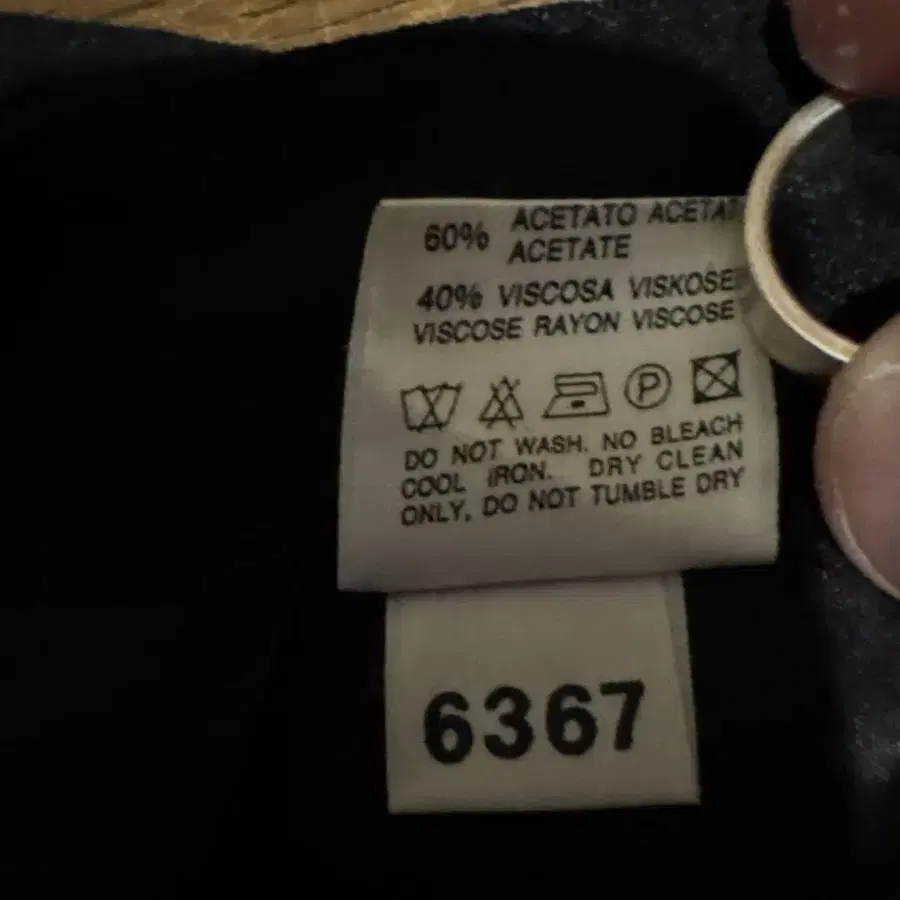 60% ACETATO ACETAT
ACETATE
40% VISCOSA VISKOSE
VISCOSE RAYON VISCOSE
P
DO NOT WASH. NO BLEACH
COOL IRON. DRY CLEAN
ONLY, DO NOT TUMBLE DRY
6367